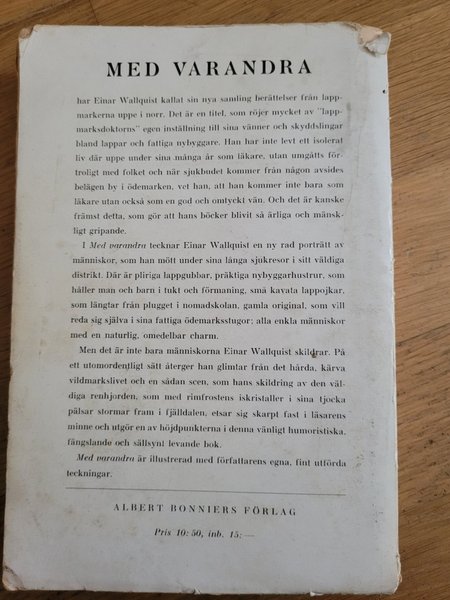 MED VARANDRA
har Einar Wallquist kallat sin nya samling berättelser från lapp-
markerna uppe i norr. Det är en titel, som röjer mycket av "lapp-
marksdoktorns" egen inställning till sina vänner och skyddslingar
bland lappar och fattiga nybyggare. Han har inte levt ett isolerat
liv där uppe under sina många år som läkare, utan umgåtts för-
troligt med folket och när sjukbudet kommer från någon avsides
belägen by i ödemarken, vet han, att han kommer inte bara som
läkare utan också som en god och omtyckt vän. Och det är kanske
främst detta, som gör att hans böcker blivit så ärliga och mänsk-
ligt gripande.
I Med varandra tecknar Einar Wallquist en ny rad porträtt av
människor, som han mött under sina långa sjukresor i sitt väldiga
distrikt. Där är pliriga lappgubbar, präktiga nybyggarhustrur, som
håller man och barn i tukt och förmaning, små kavata lappojkar,
som längtar från plugget i nomadskolan, gamla original, som vill
reda sig själva i sina fattiga ödemarksstugor; alla enkla människor
med en naturlig, omedelbar charm.
Men det är inte bara människorna Einar Wallquist skildrar. På
ett utomordentligt sätt återger han glimtar från det hårda, kärva
vildmarkslivet och en sådan scen, som hans skildring av den väl-
diga renhjorden, som med rimfrostens iskristaller i sina tjocka
pälsar stormar fram i fjälldalen, etsar sig skarpt fast i läsarens
minne och utgör en av höjdpunkterna i denna vänligt humoristiska,
fängslande och sällsynt levande bok.
Med varandra är illustrerad med författarens egna, fint utförda
teckningar.
ALBERT BONNIERS FÖRLAG
Pris 10: 50, inb. 15: —